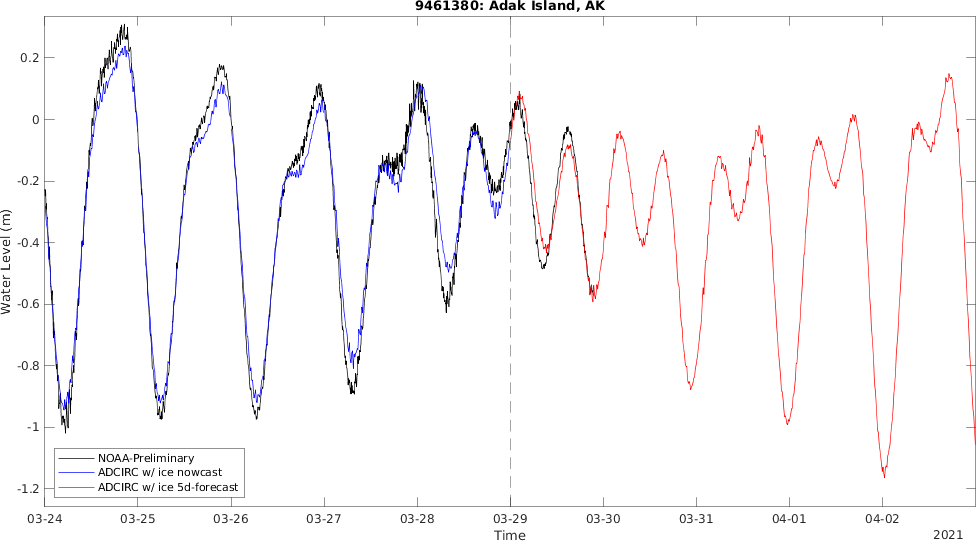 9461380: Adak Island, AK
Water Level (m)
0.2
0
-0.2
-0.4
-0.6
-0.8
-1
-1.2
NOAA-Preliminary
ADCIRC w/ ice nowcast
ADCIRC w/ ice 5d-forecast
03-24 03-25 03-26 03-27 03-28 03-29 03-30 03-31 04-01 04-02
Time
2021